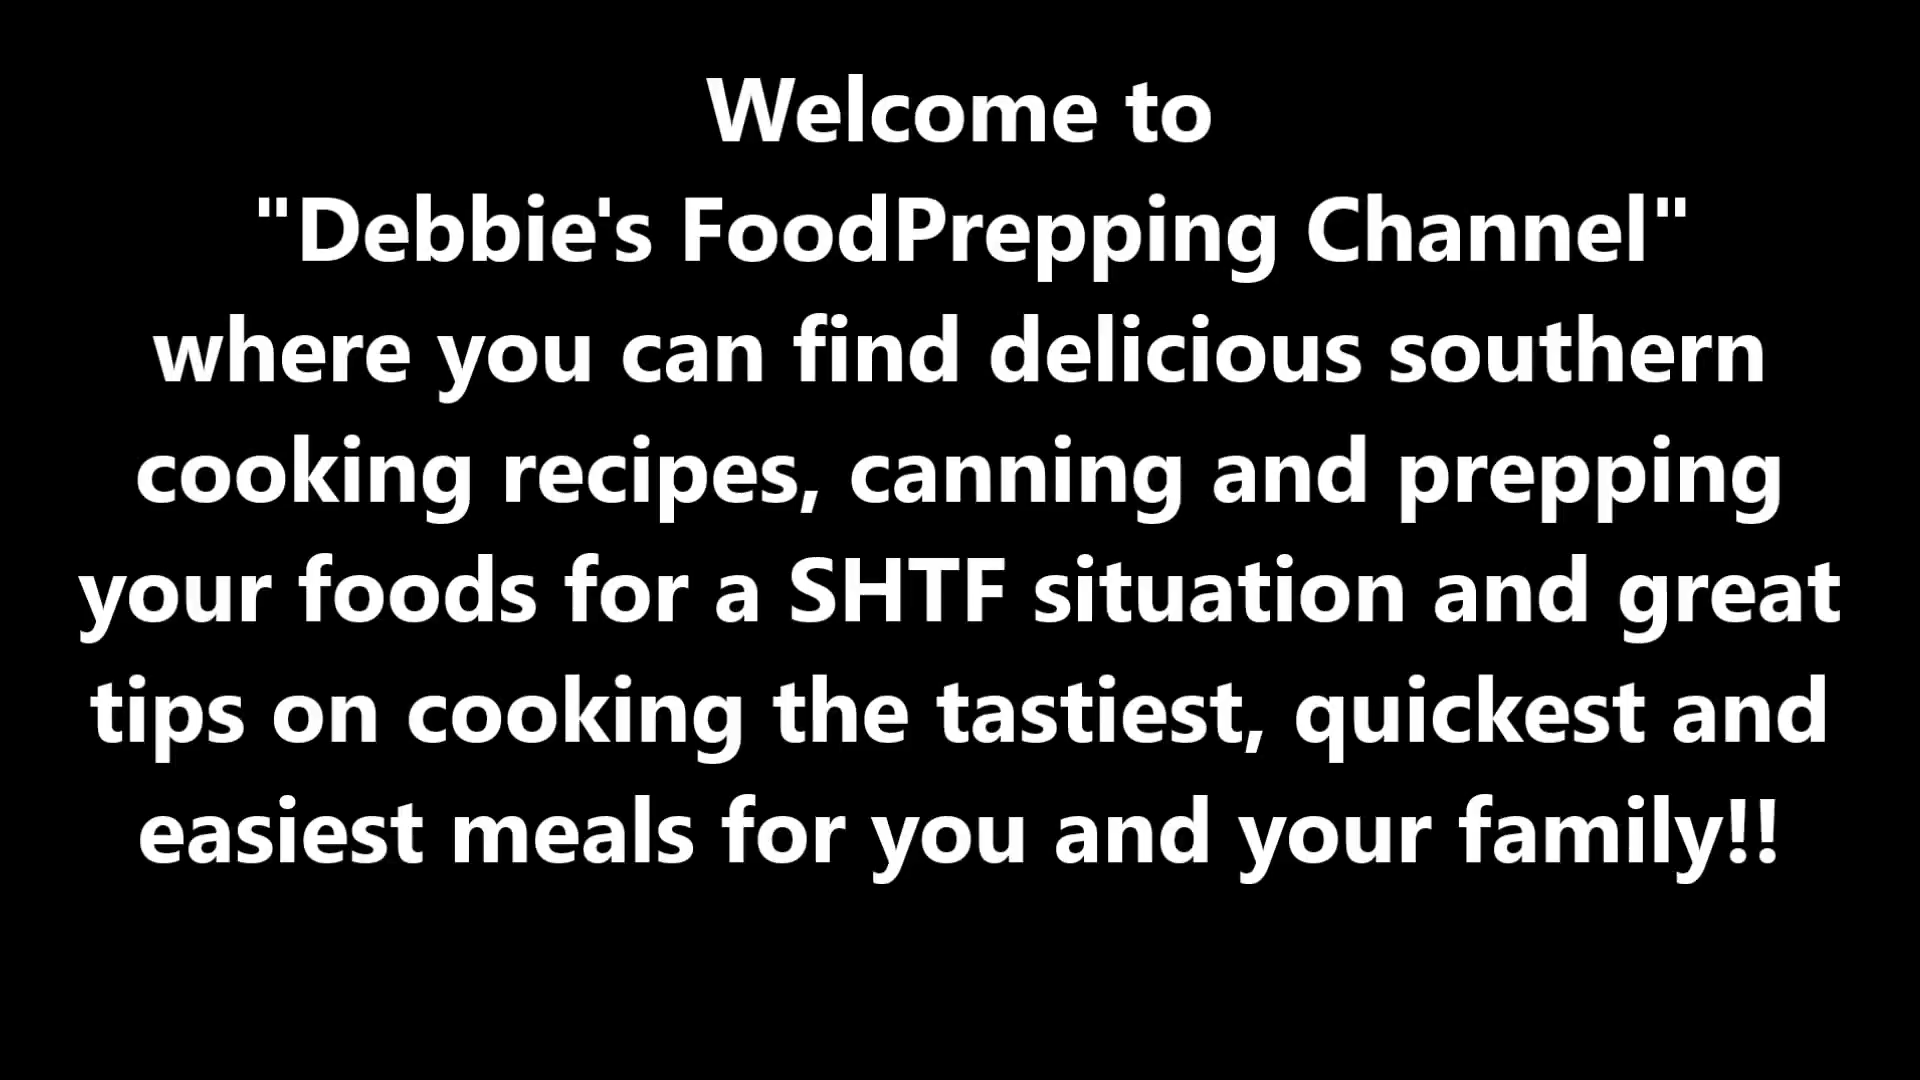 Welcome to
"Debbie's FoodPrepping Channel"
where you can find delicious southern
cooking recipes, canning and prepping
your foods for a SHTF situation and great
tips on cooking the tastiest, quickest and
easiest meals for you and your family!!